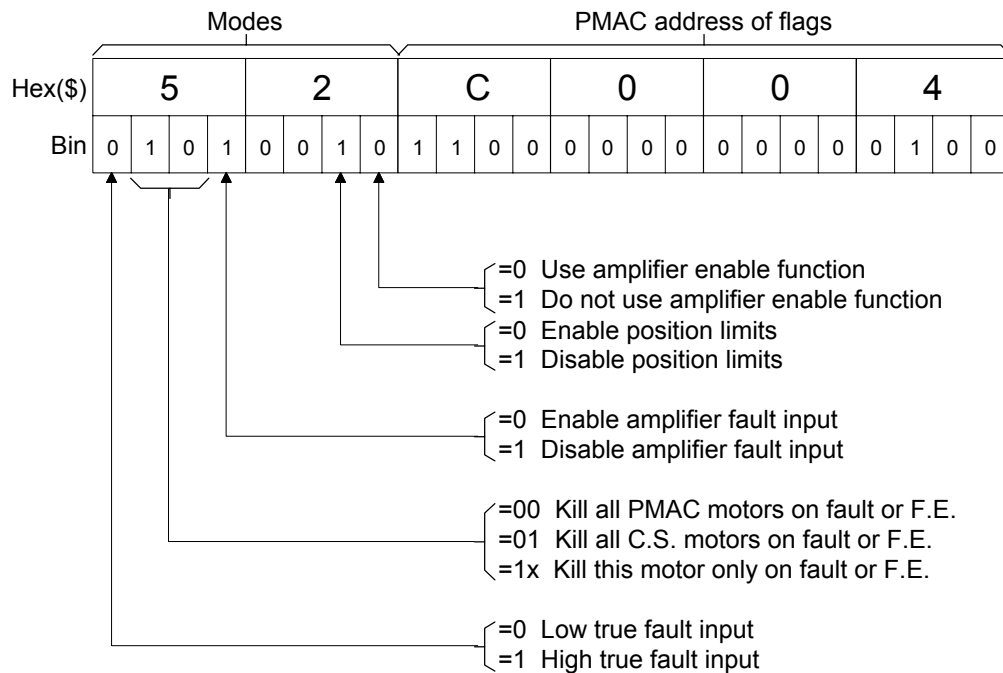 Modes PMAC address of flags
Hex($) 5 2 C 0 0 4
Bin 0 1 0 1 0 0 1 0 1 1 0 0 0 0 0 0 0 0 0 0 0 1 0 0
=0 Use amplifier enable function
=1 Do not use amplifier enable function
=0 Enable position limits
=1 Disable position limits
=0 Enable amplifier fault input
=1 Disable amplifier fault input
=00 Kill all PMAC motors on fault or F.E.
=01 Kill all C.S. motors on fault or F.E.
=1x Kill this motor only on fault or F.E.
=0 Low true fault input
=1 High true fault input